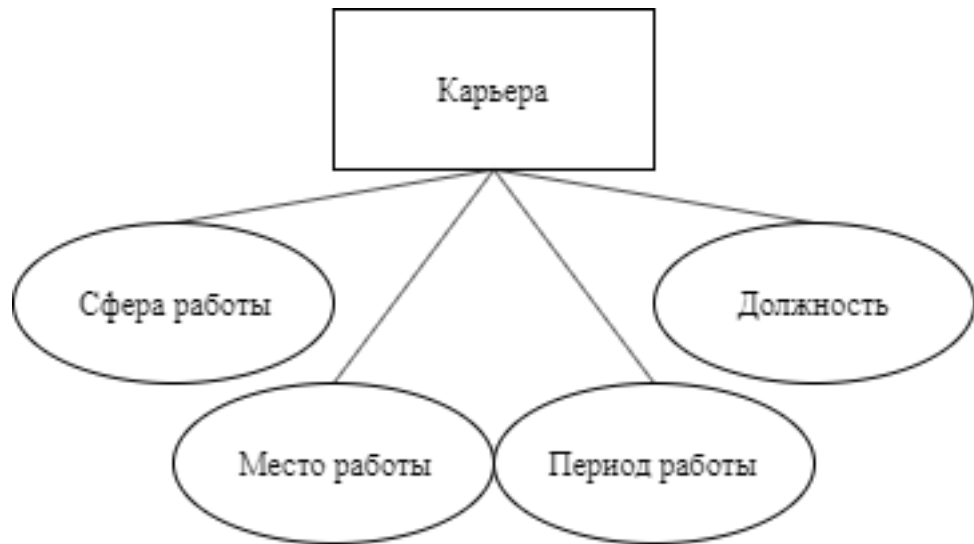 Карьера
Сфера работы
Должность
Место работы
Период работы